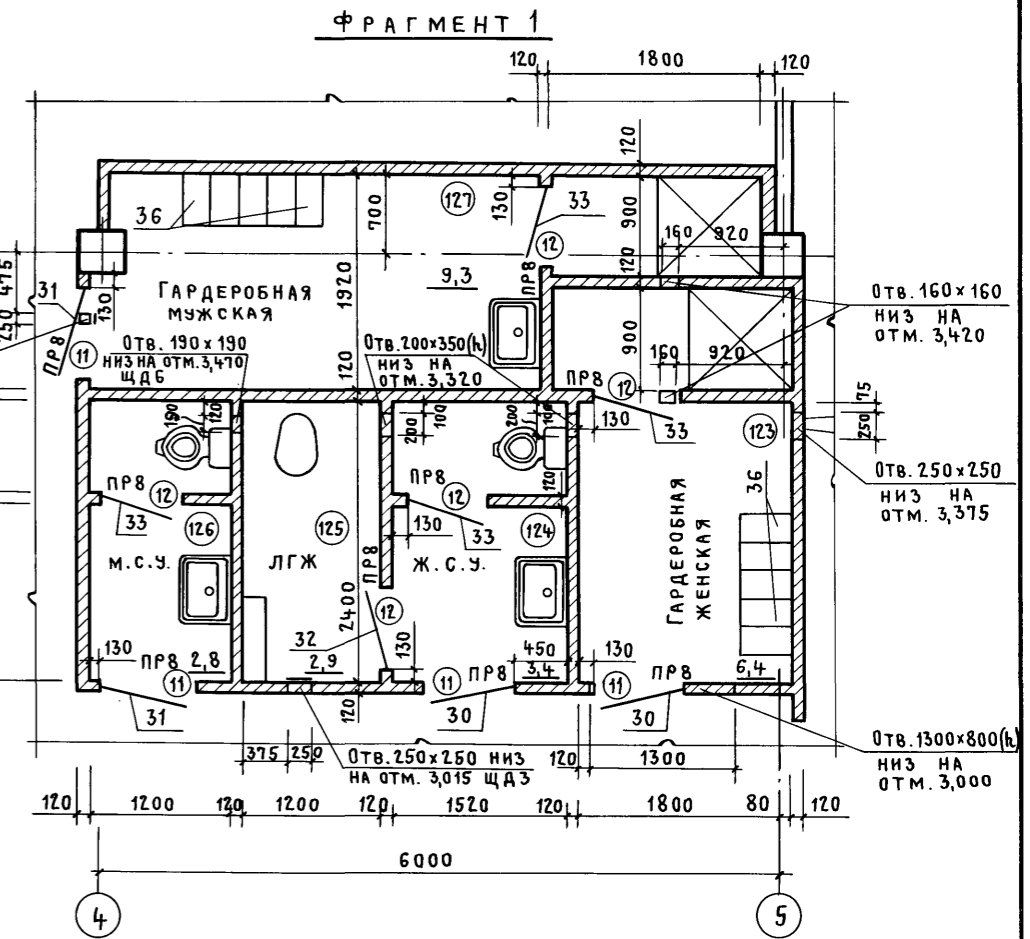 ФРАГМЕНТ 1
120 1800 120
120
127
130
33
900
36
700
12
160 920
120
475
ПР8
9,3
31
130
ГАРДЕРОБНАЯ
МУЖСКАЯ
1920
ОТВ. 160×160
НИЗ НА
ОТМ. 3,420
250
ПР8
11
ОТВ. 190×190
НИЗ НА ОТМ. 3,470
ЩД6
120
ОТВ. 200×350(h)
НИЗ НА
ОТМ. 3,320
900
160 920
ПР8
12
75
190
120
200
100
200
100
130
33
123
250
ОТВ. 250×250
НИЗ НА
ОТМ. 3,375
ПР8
12
33
126
125
ПР8
12
120
130
33
124
36
М.С.У.
ЛГЖ
ПР8
Ж.С.У.
ГАРДЕРОБНАЯ
ЖЕНСКАЯ
2400
12
32
130
130
ПР8
2,8
11
2,9
450
3,4
130
ПР8
6,4
31
120
11
ПР8
30
11
30
375 250
ОТВ. 250×250 НИЗ
НА ОТМ. 3,015 ЩД3
120 1300
ОТВ. 1300×800(h)
НИЗ НА
ОТМ. 3,000
120 1200 120 1200 120 1520 120 1800 80 120
6000
4 5